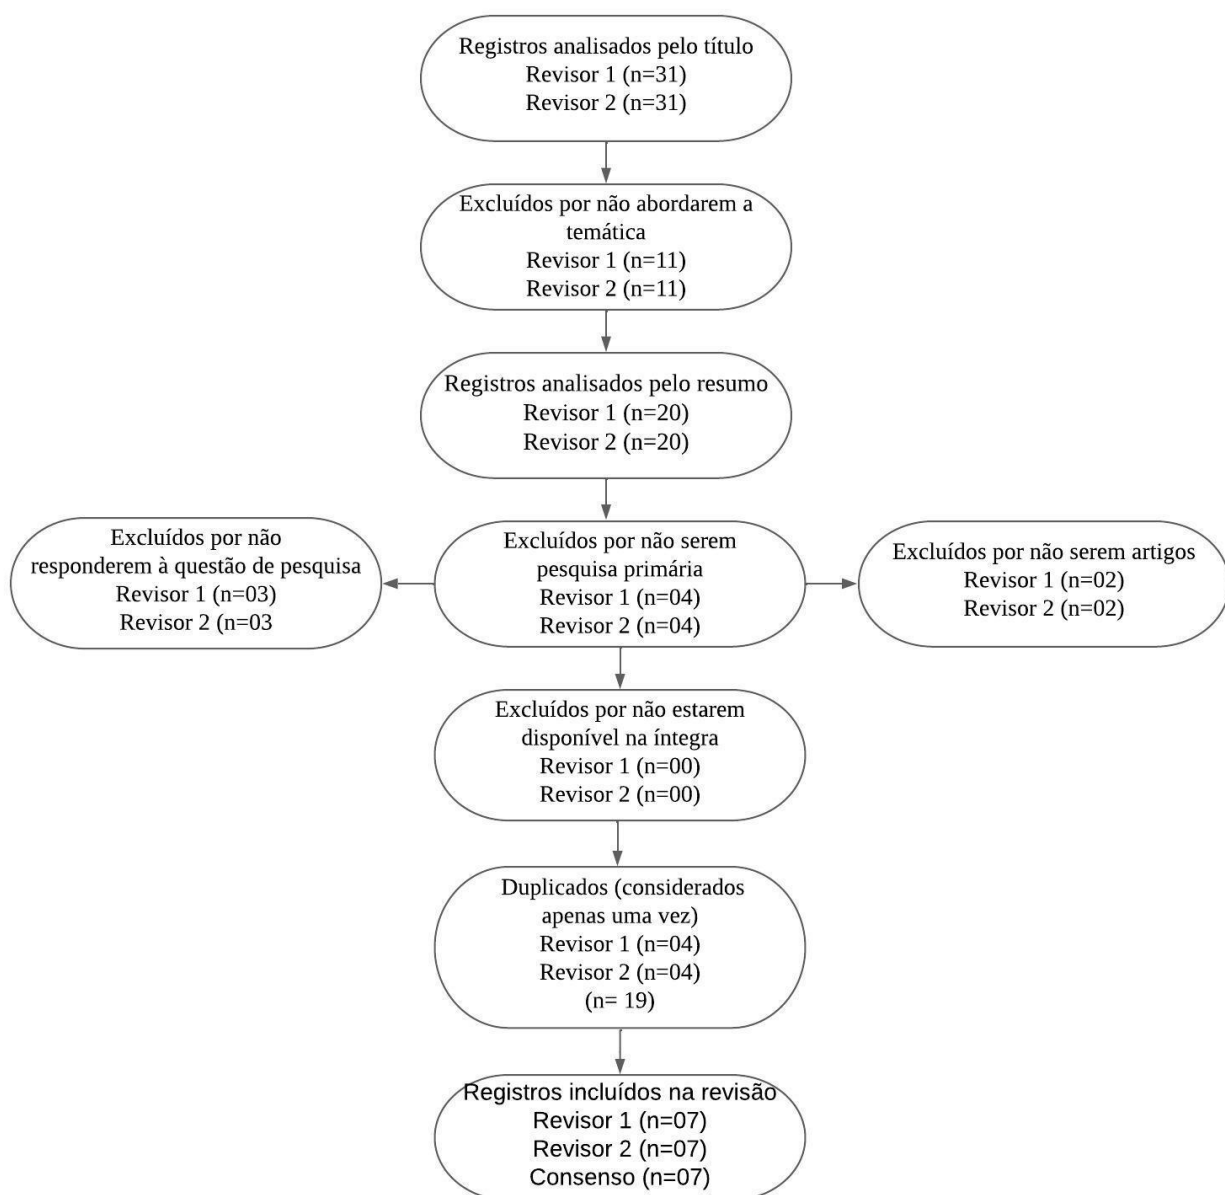 Registros analisados pelo título
Revisor 1 (n=31)
Revisor 2 (n=31)
Excluídos por não abordarem a
temática
Revisor 1 (n=11)
Revisor 2 (n=11)
Registros analisados pelo resumo
Revisor 1 (n=20)
Revisor 2 (n=20)
Excluídos por não
responderem à questão de pesquisa
Revisor 1 (n=03)
Revisor 2 (n=03
Excluídos por não serem
pesquisa primária
Revisor 1 (n=04)
Revisor 2 (n=04)
Excluídos por não serem artigos
Revisor 1 (n=02)
Revisor 2 (n=02)
Excluídos por não estarem
disponível na íntegra
Revisor 1 (n=00)
Revisor 2 (n=00)
Duplicados (considerados
apenas uma vez)
Revisor 1 (n=04)
Revisor 2 (n=04)
(n= 19)
Registros incluídos na revisão
Revisor 1 (n=07)
Revisor 2 (n=07)
Consenso (n=07)